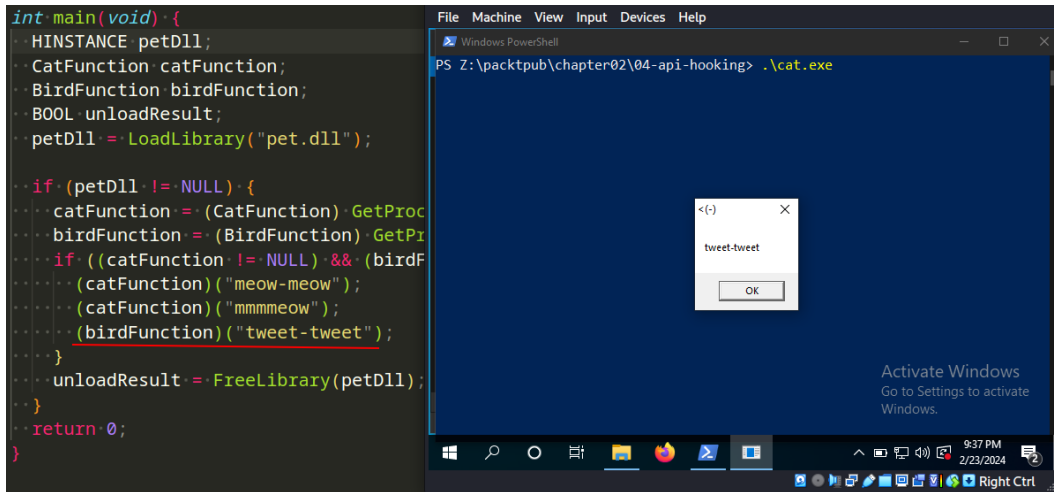 int main(void) {
HINSTANCE petDll;
CatFunction catFunction;
BirdFunction birdFunction;
BOOL unloadResult;
petDll = LoadLibrary("pet.dll");
if (petDll != NULL) {
catFunction = (CatFunction) GetProc
birdFunction = (BirdFunction) GetPr
if ((catFunction != NULL) && (birdF
(catFunction)("meow-meow");
(catFunction)("mmmmeow");
(birdFunction)("tweet-tweet");
}
unloadResult = FreeLibrary(petDll);
}
return 0;
}
File Machine View Input Devices Help
Windows PowerShell
PS Z:\packtpub\chapter02\04-api-hooking> .\cat.exe
<(-)
tweet-tweet
OK
Activate Windows
Go to Settings to activate
Windows.
9:37 PM
2/23/2024
2
Right Ctrl